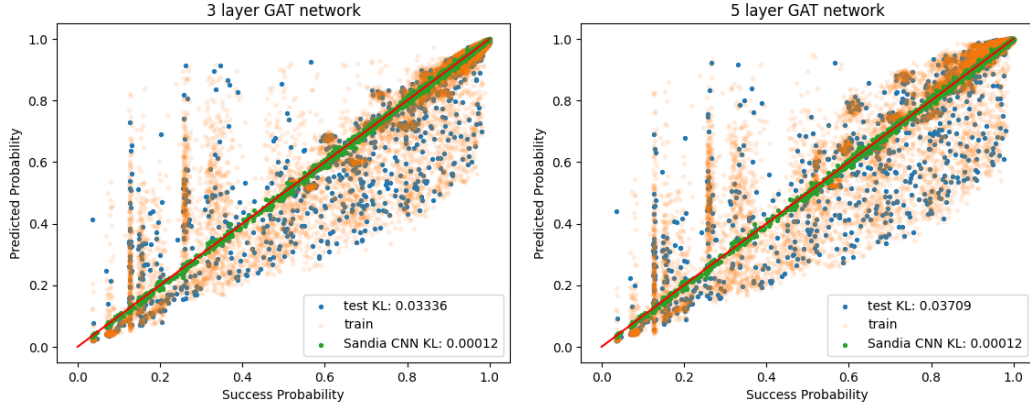 3 layer GAT network
1.0
0.8
0.6
0.4
0.2
0.0
Predicted Probability
test KL: 0.03336
train
Sandia CNN KL: 0.00012
0.0 0.2 0.4 0.6 0.8 1.0
Success Probability
5 layer GAT network
1.0
0.8
0.6
0.4
0.2
0.0
Predicted Probability
test KL: 0.03709
train
Sandia CNN KL: 0.00012
0.0 0.2 0.4 0.6 0.8 1.0
Success Probability